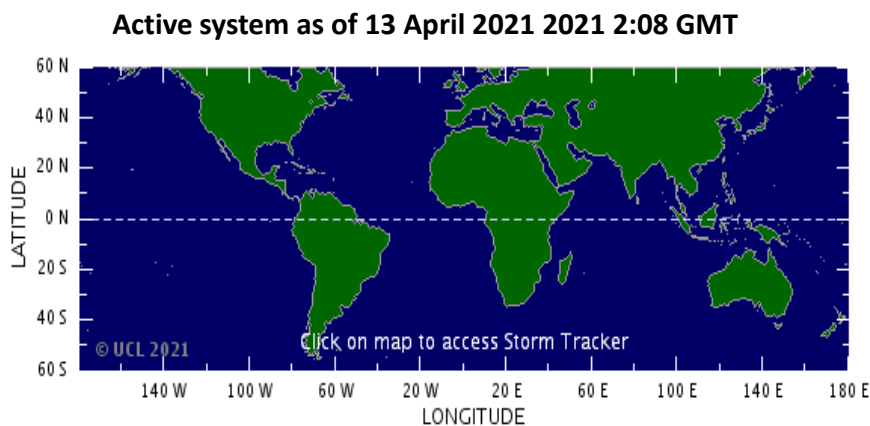 Active system as of 13 April 2021 2021 2:08 GMT
60 N
40 N
20 N
0 N
20 S
40 S
60 S
LATITUDE
Click on map to access Storm Tracker
© UCL 2021
140 W 100 W 60 W 20 W 20 E 60 E 100 E 140 E 180 E
LONGITUDE